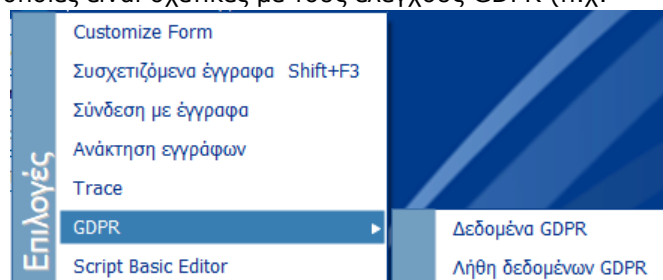 οποίες είναι σχετικές με τους ελέγχους GDPR (π.χ.
Customize Form
Συσχετιζόμενα έγγραφα Shift+F3
Σύνδεση με έγγραφα
Ανάκτηση εγγράφων
Trace
GDPR
Script Basic Editor
Επιλογές
Δεδομένα GDPR
Λήθη δεδομένων GDPR